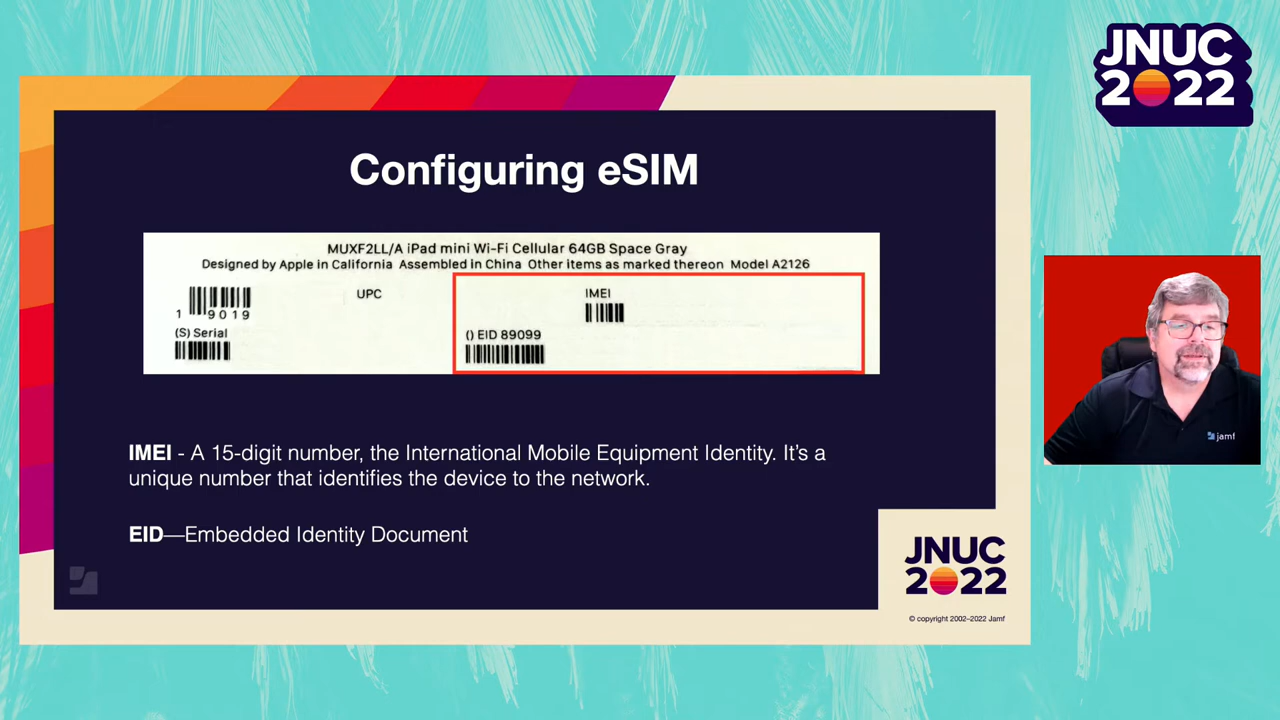 JNUC
2022
Configuring eSIM
MUXF2LL/A iPad mini Wi-Fi Cellular 64GB Space Gray
Designed by Apple in California Assembled in China Other items as marked thereon Model A2126
UPC
IMEI
1 9019
(S) Serial
() EID 89099
IMEI - A 15-digit number, the International Mobile Equipment Identity. It's a
unique number that identifies the device to the network.
EID—Embedded Identity Document
jamf
JNUC
2022
© copyright 2002–2022 Jamf